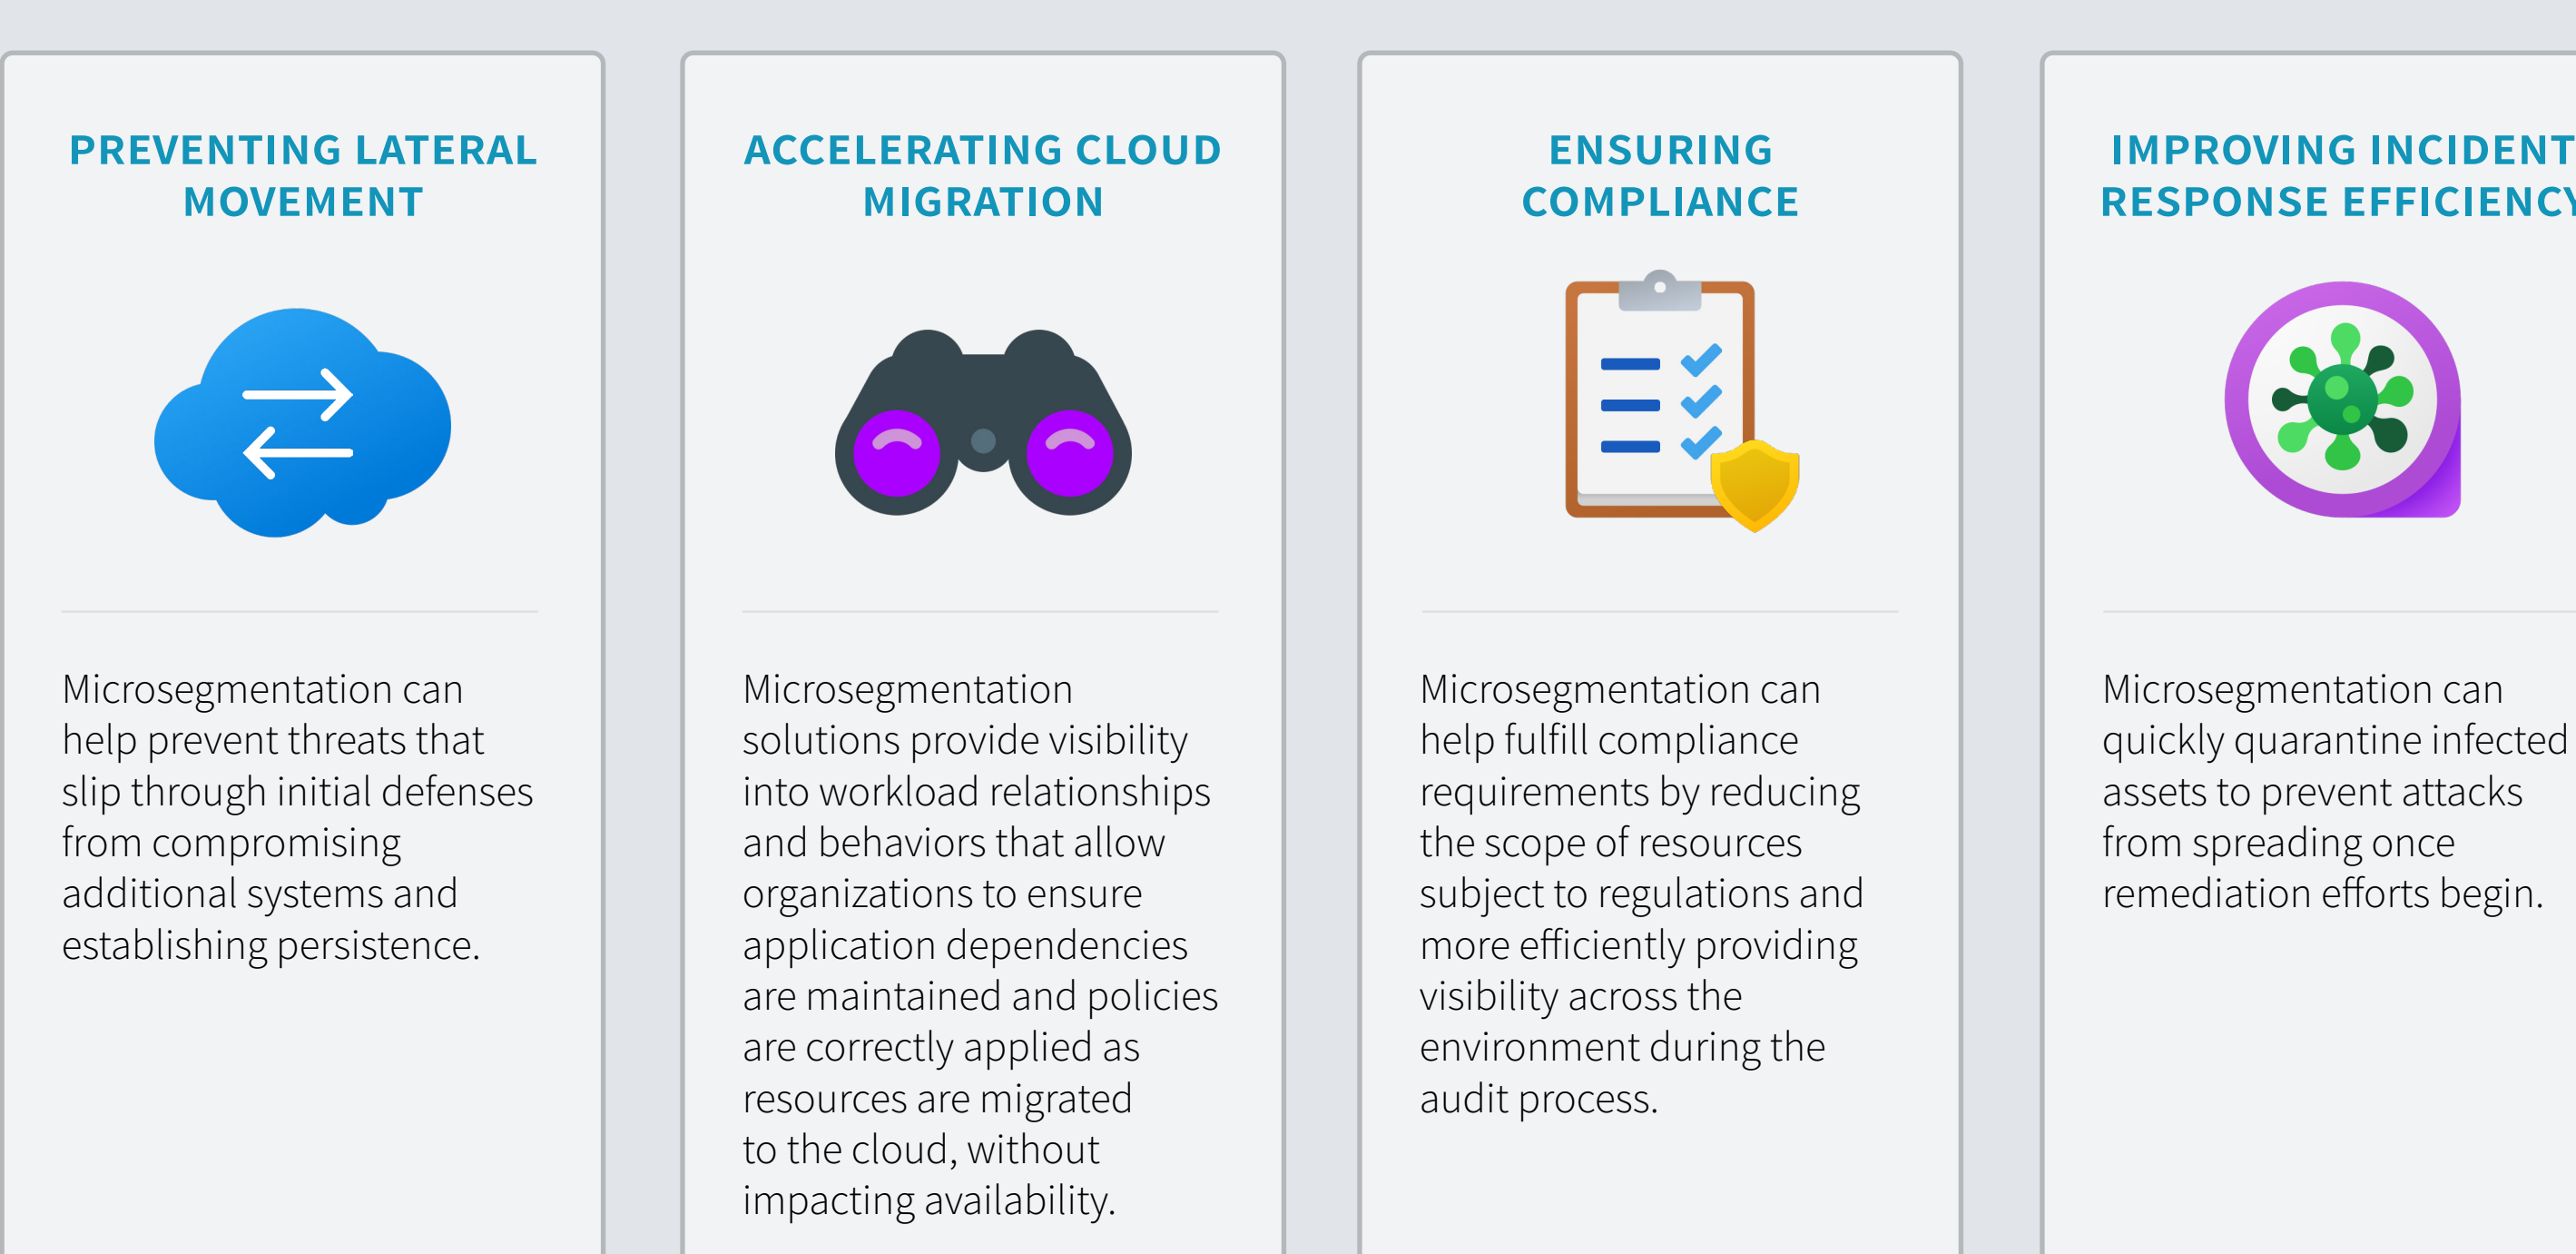 PREVENTING LATERAL
MOVEMENT
Microsegmentation can
help prevent threats that
slip through initial defenses
from compromising
additional systems and
establishing persistence.
ACCELERATING CLOUD
MIGRATION
Microsegmentation
solutions provide visibility
into workload relationships
and behaviors that allow
organizations to ensure
application dependencies
are maintained and policies
are correctly applied as
resources are migrated
to the cloud, without
impacting availability.
ENSURING
COMPLIANCE
Microsegmentation can
help fulfill compliance
requirements by reducing
the scope of resources
subject to regulations and
more efficiently providing
visibility across the
environment during the
audit process.
IMPROVING INCIDENT
RESPONSE EFFICIENCY
Microsegmentation can
quickly quarantine infected
assets to prevent attacks
from spreading once
remediation efforts begin.